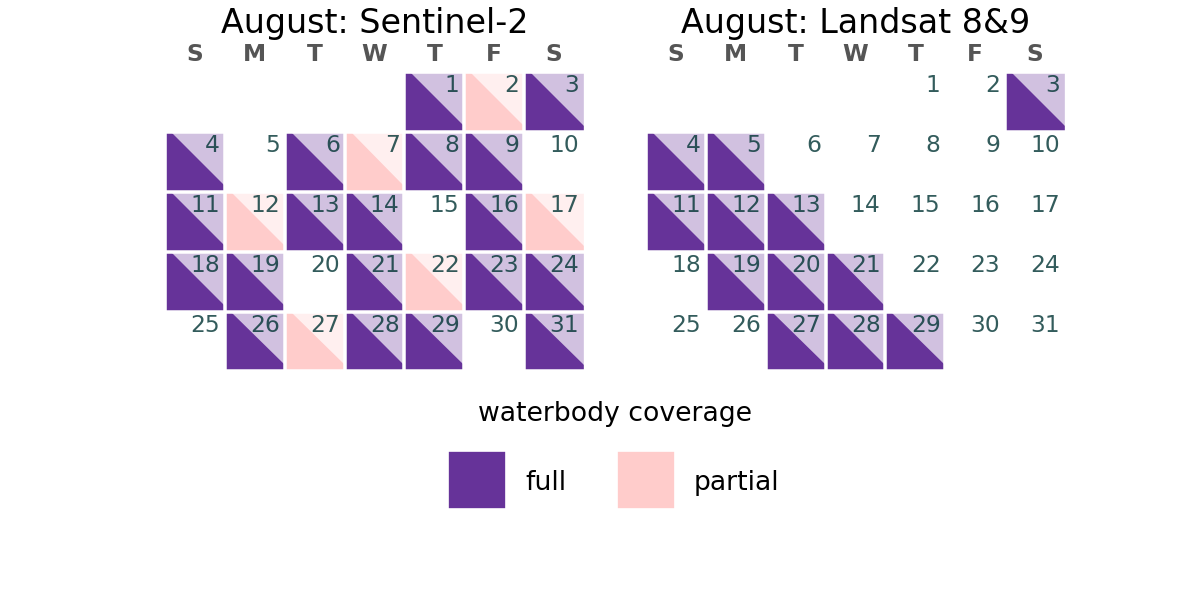 August: Sentinel-2
S M T W T F S
1 2 3
4 5 6 7 8 9 10
11 12 13 14 15 16 17
18 19 20 21 22 23 24
25 26 27 28 29 30 31
August: Landsat 8&9
S M T W T F S
1 2 3
4 5 6 7 8 9 10
11 12 13 14 15 16 17
18 19 20 21 22 23 24
25 26 27 28 29 30 31
waterbody coverage
full partial